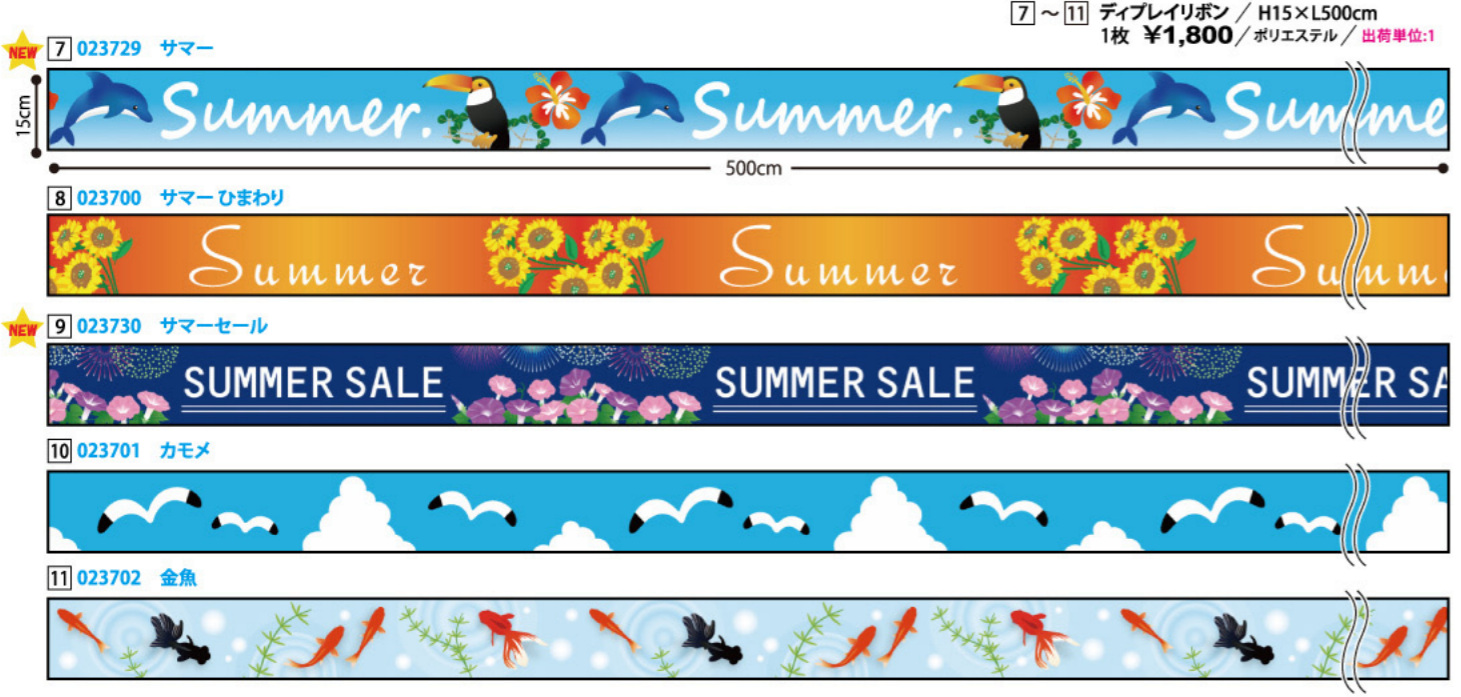 7 ～ 11 ディプレイリボン ／ H15×L500cm
1枚 ¥1,800／ポリエステル／出荷単位:1
NEW 7 023729 サマー
15cm
Summer. Summer. Summe
500cm
8 023700 サマー ひまわり
Summer Summer Summe
NEW 9 023730 サマーセール
SUMMER SALE SUMMER SALE SUMMER SA
10 023701 カモメ
11 023702 金魚